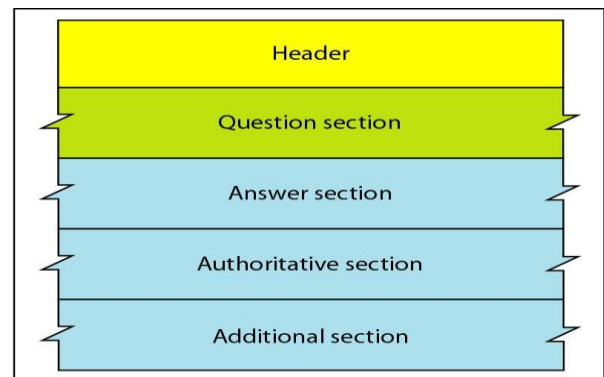 Header
Question section
Answer section
Authoritative section
Additional section